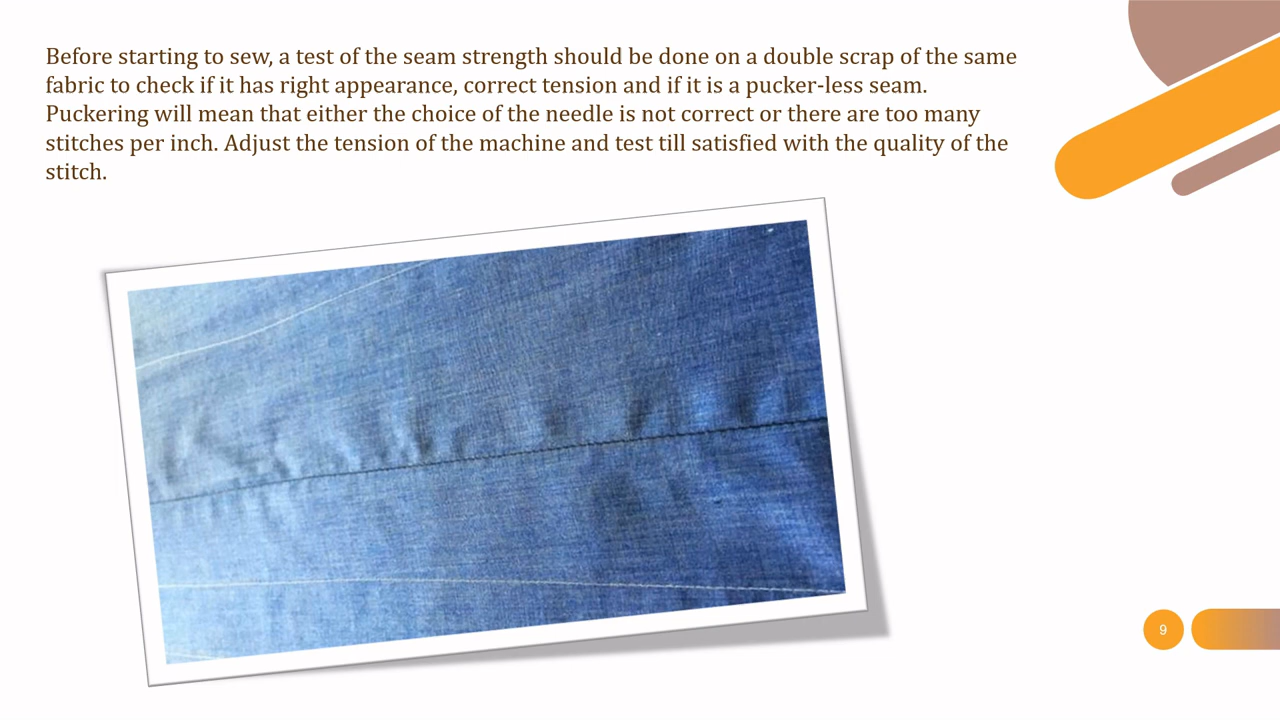 Before starting to sew, a test of the seam strength should be done on a double scrap of the same
fabric to check if it has right appearance, correct tension and if it is a pucker-less seam.
Puckering will mean that either the choice of the needle is not correct or there are too many
stitches per inch. Adjust the tension of the machine and test till satisfied with the quality of the
stitch.
9